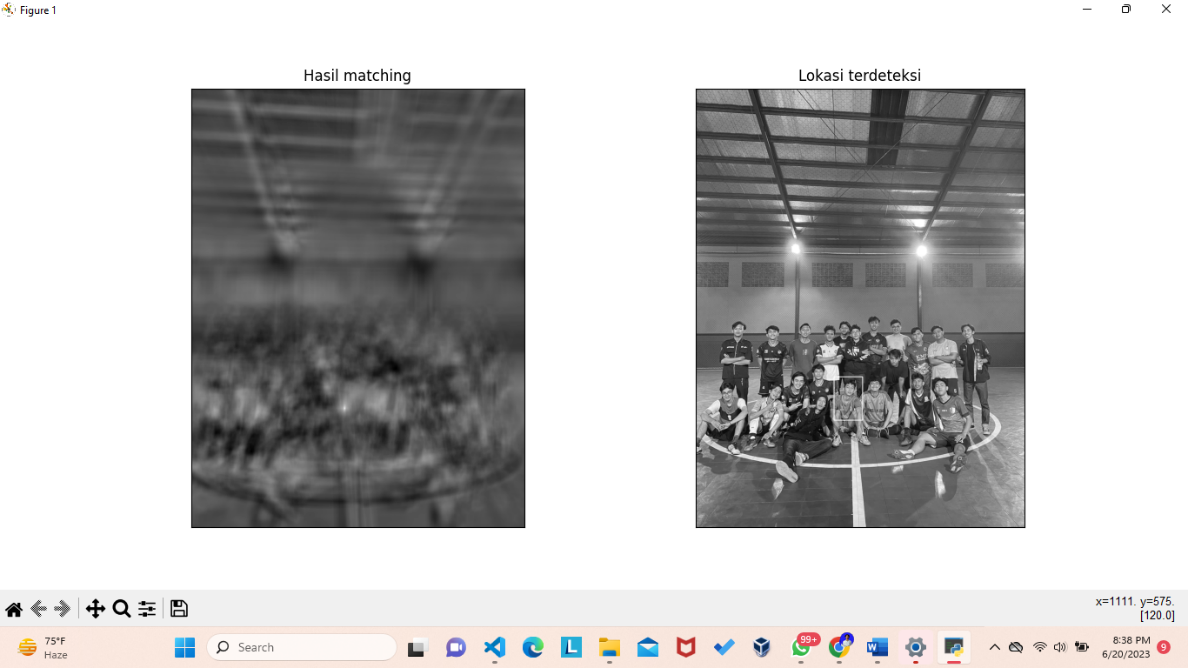 Figure 1
Hasil matching
Lokasi terdeteksi
x=1111. y=575.
[120.0]
75°F
Haze
Search
99+
8:38 PM
6/20/2023
9